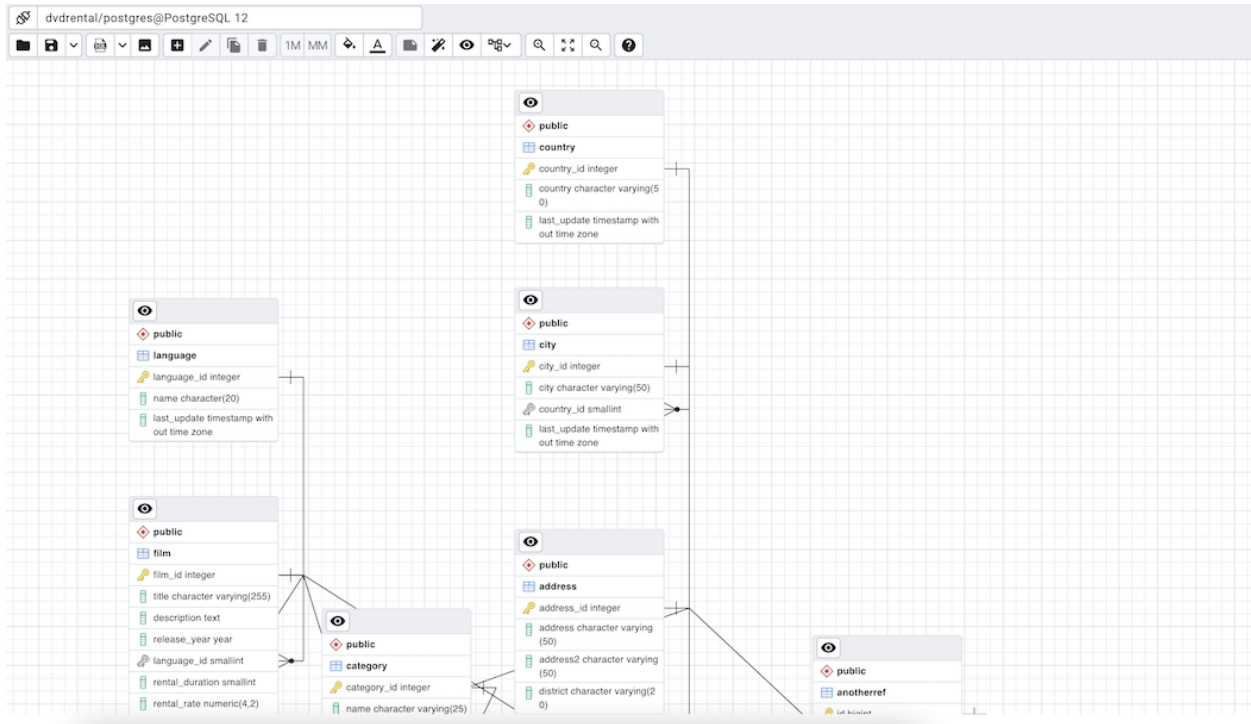 dvdrental/postgres@PostgreSQL 12
SQL
1M MM
A
public
country
country_id integer
country character varying(5
0)
last_update timestamp with
out time zone
public
city
city_id integer
city character varying(50)
country_id smallint
last_update timestamp with
out time zone
public
language
language_id integer
name character(20)
last_update timestamp with
out time zone
public
film
film_id integer
title character varying(255)
description text
release_year year
language_id smallint
rental_duration smallint
rental_rate numeric(4,2)
public
category
category_id integer
name character varying(25)
public
address
address_id integer
address character varying
(50)
address2 character varying
(50)
district character varying(2
0)
public
anotherref
id bigint